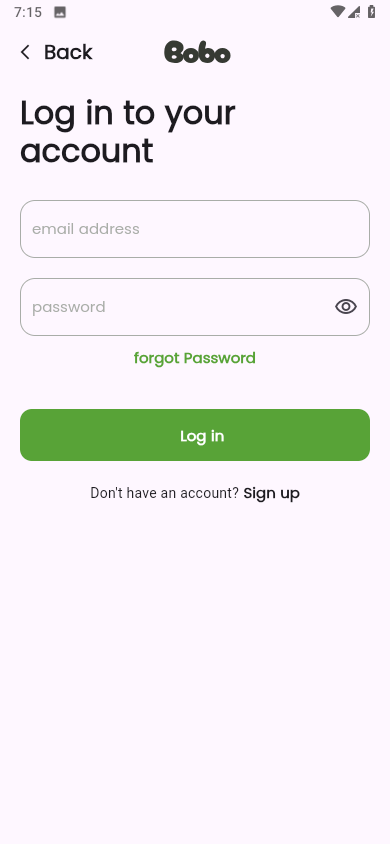 7:15
Back
Bobo
Log in to your
account
email address
password
forgot Password
Log in
Don't have an account? Sign up